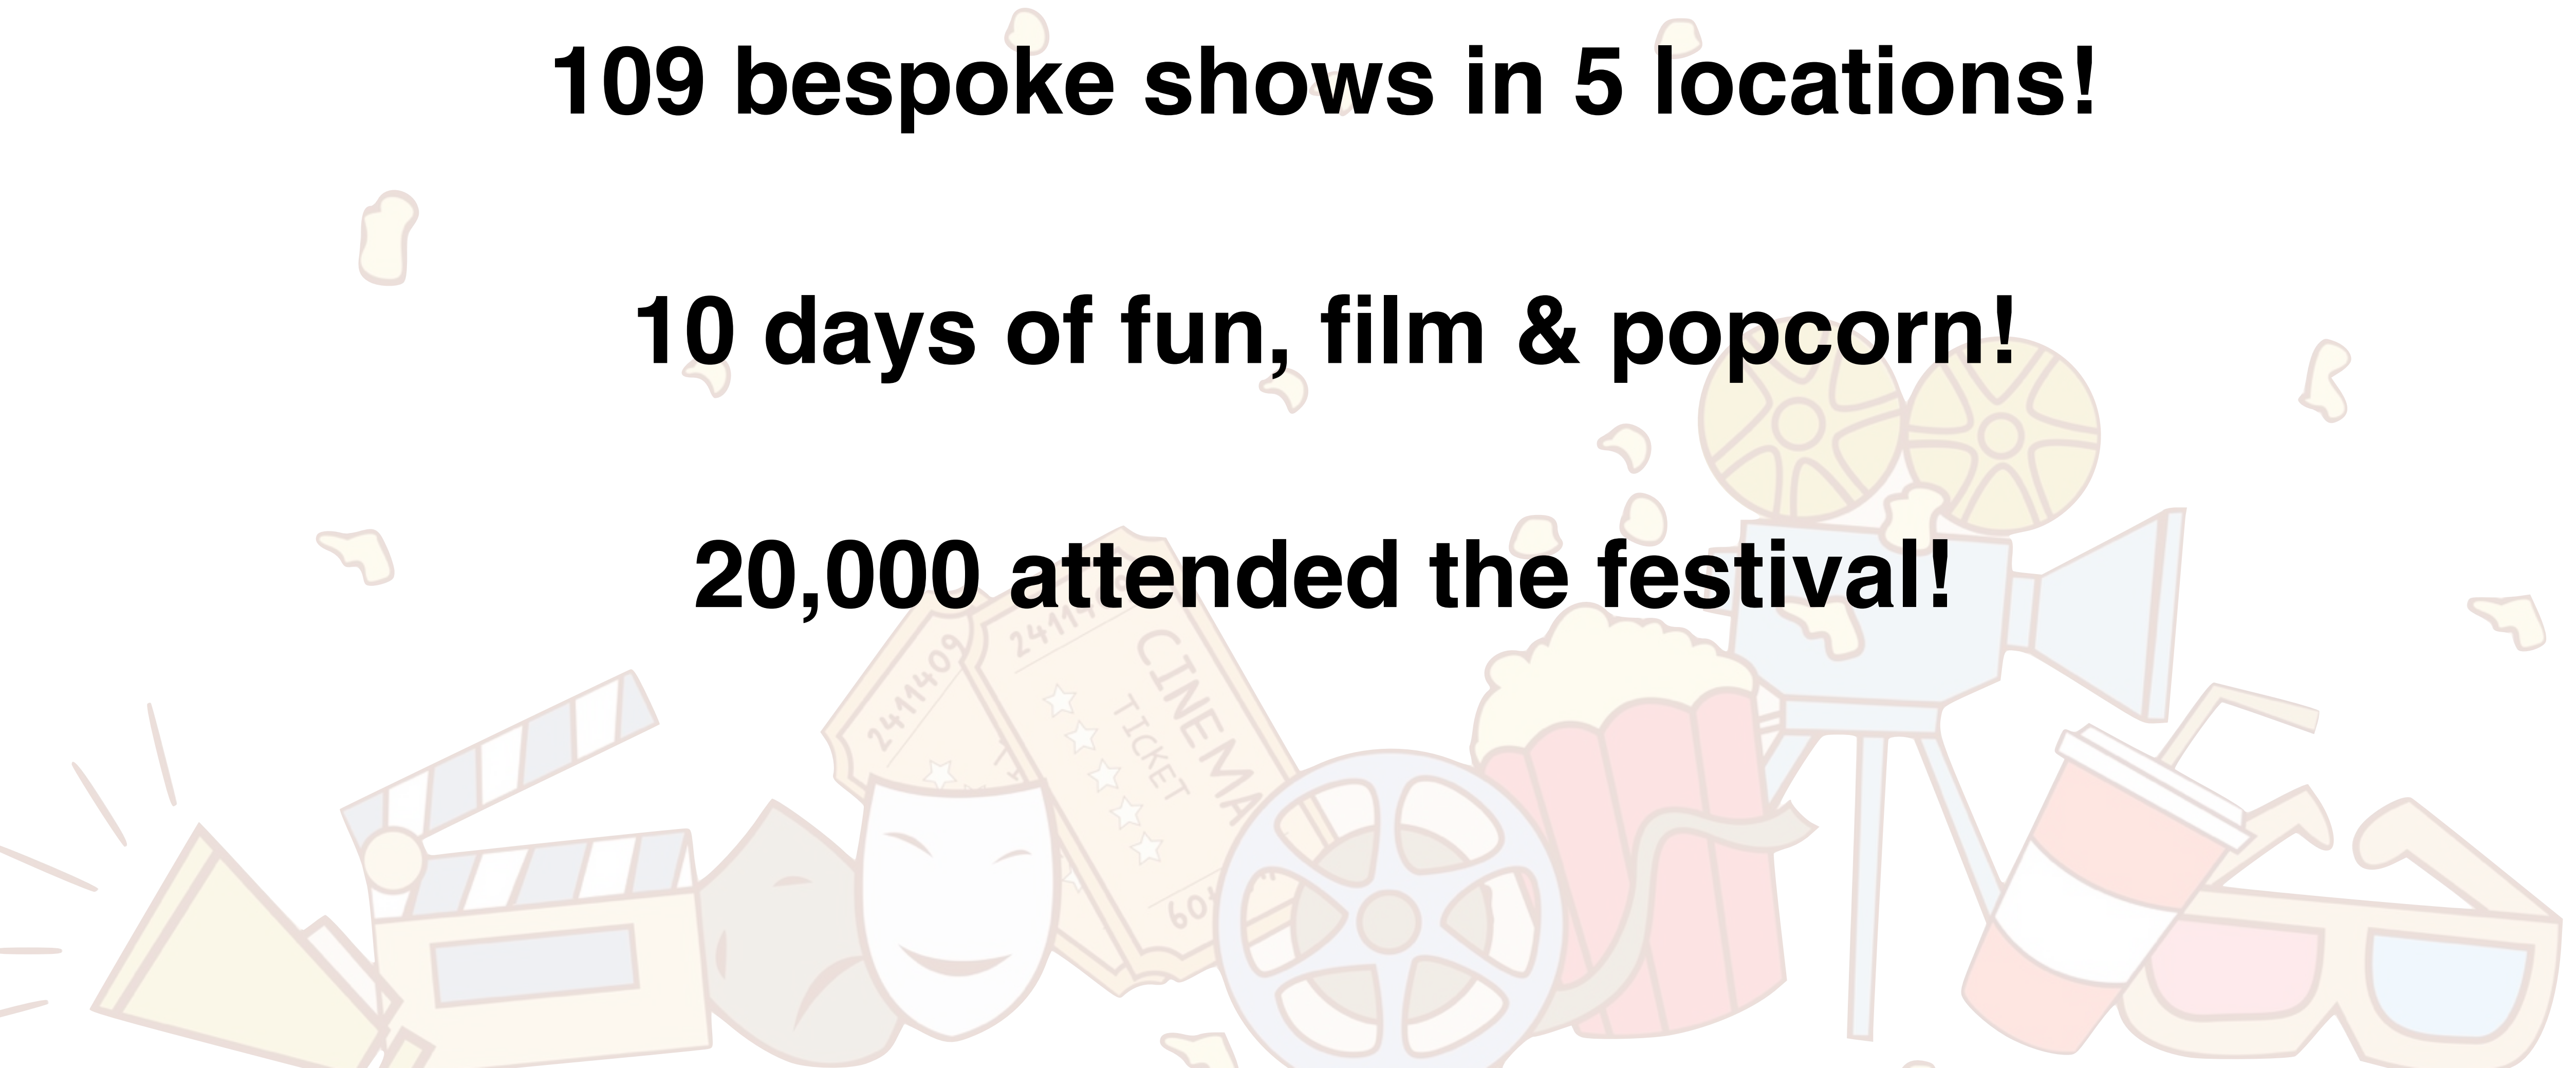 109 bespoke shows in 5 locations!
10 days of fun, film & popcorn!
20,000 attended the festival!
2411409
2411
CINEMA
TICKET